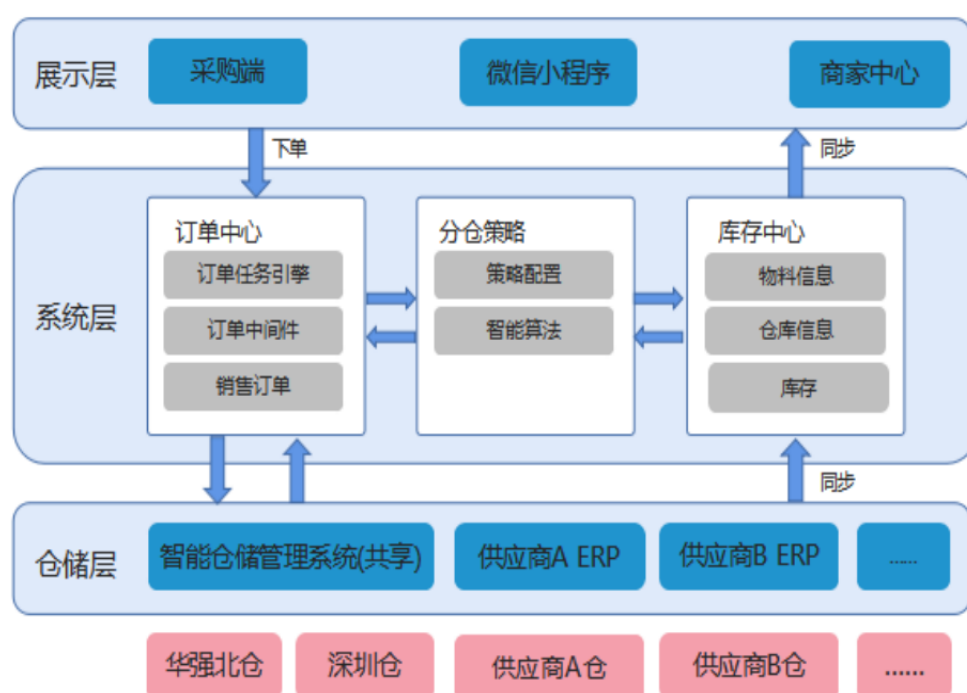 展示层
采购端
微信小程序
商家中心
下单
同步
系统层
订单中心
订单任务引擎
订单中间件
销售订单
分仓策略
策略配置
智能算法
库存中心
物料信息
仓库信息
库存
同步
仓储层
智能仓储管理系统(共享)
供应商A ERP
供应商B ERP
......
华强北仓
深圳仓
供应商A仓
供应商B仓
......